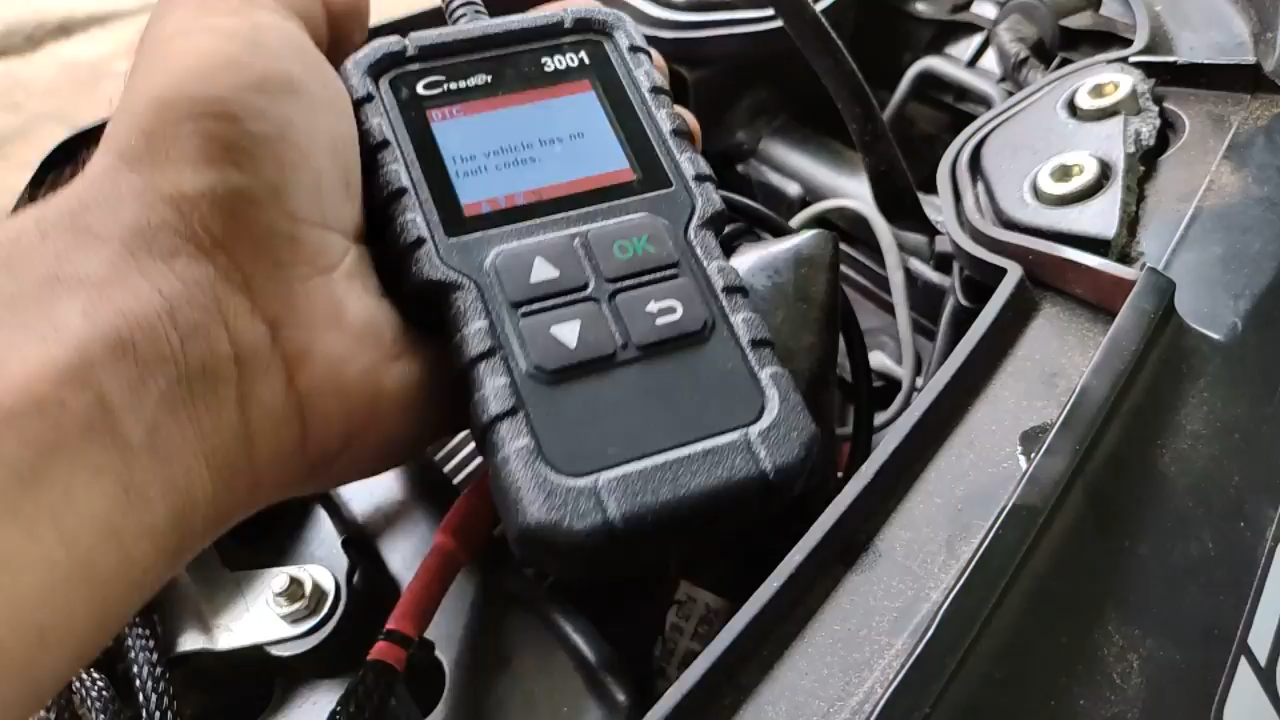 Creader 3001
DTC
The vehicle has no
fault codes.
OK